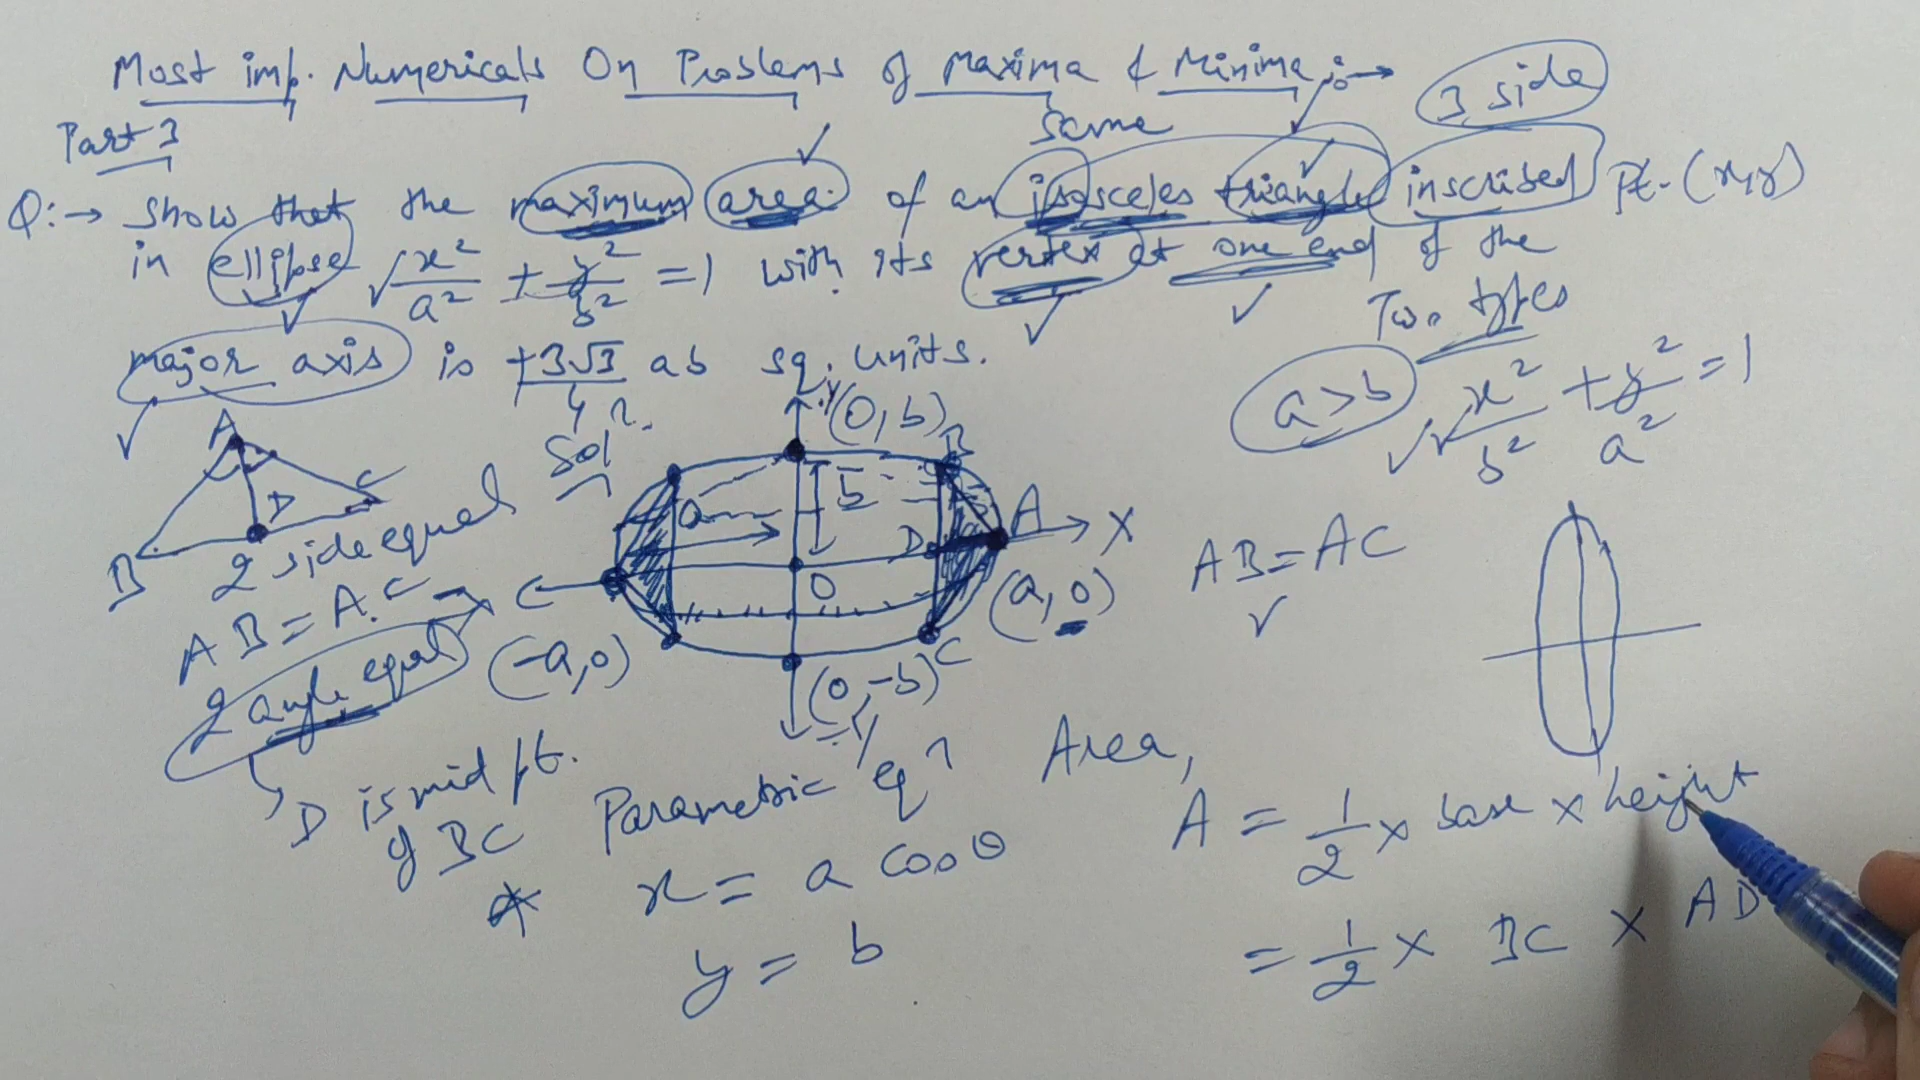 Most imp. Numericals On Problems of Maxima & Minima :→
3 side
Part 3
Same
Q:→ Show that the maximum area of an isosceles triangle inscribed Pt. (x,y)
in ellipse x²/a² + y²/b² = 1 with its vertex at one end of the
Two types
major axis is +3√3/4 ab sq. units.
a>b
x²/b² + y²/a² = 1
Solⁿ.
A
B
D
C
2 side equal
AB = AC
2 angle equal
D is mid pt.
of BC
Y
(0, b)
B
a
b
D
A
X
O
(a, 0)
(-a, 0)
C
(0, -b)
-Y
AB = AC
Parametric eqⁿ
x = a cos θ
y = b
Area,
A = 1/2 × base × height
= 1/2 × BC × AD